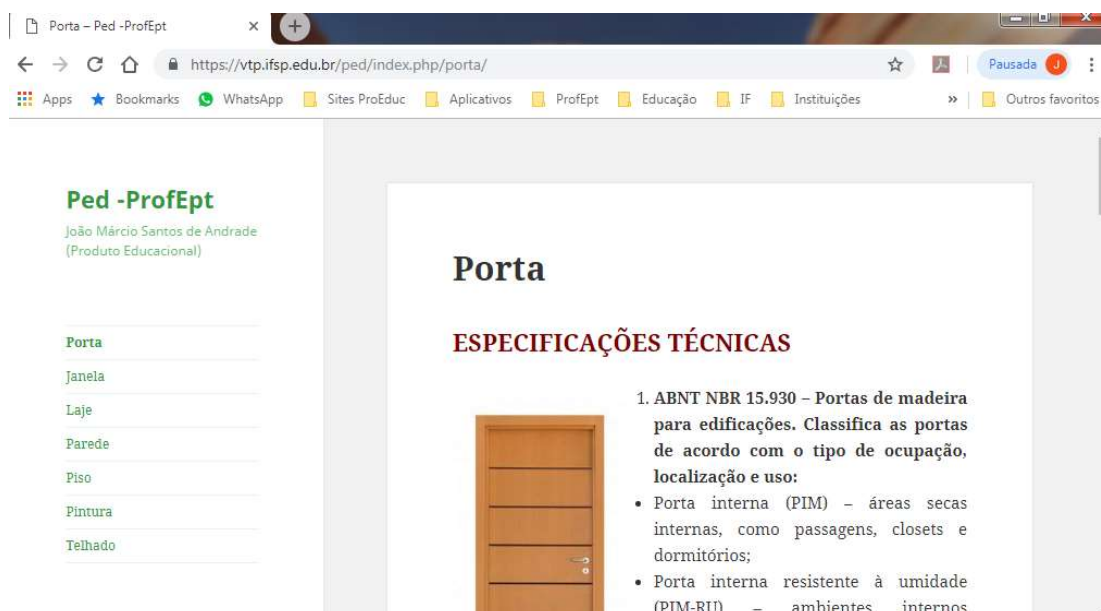 Porta – Ped -ProfEpt
https://vtp.ifsp.edu.br/ped/index.php/porta/
Pausada J
Apps Bookmarks WhatsApp Sites ProEduc Aplicativos ProfEpt Educação IF Instituições » Outros favoritos
Ped -ProfEpt
João Márcio Santos de Andrade
(Produto Educacional)
Porta
Janela
Laje
Parede
Piso
Pintura
Telhado
Porta
ESPECIFICAÇÕES TÉCNICAS
1. ABNT NBR 15.930 – Portas de madeira
para edificações. Classifica as portas
de acordo com o tipo de ocupação,
localização e uso:
• Porta interna (PIM) – áreas secas
internas, como passagens, closets e
dormitórios;
• Porta interna resistente à umidade
(PIM-RU) – ambientes internos